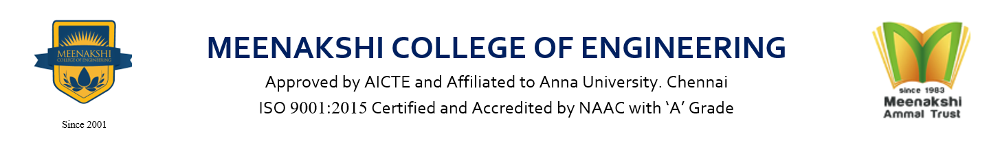 MEENAKSHI
COLLEGE OF ENGINEERING
Since 2001
MEENAKSHI COLLEGE OF ENGINEERING
Approved by AICTE and Affiliated to Anna University. Chennai
ISO 9001:2015 Certified and Accredited by NAAC with ‘A’ Grade
since 1983
Meenakshi
Ammal Trust